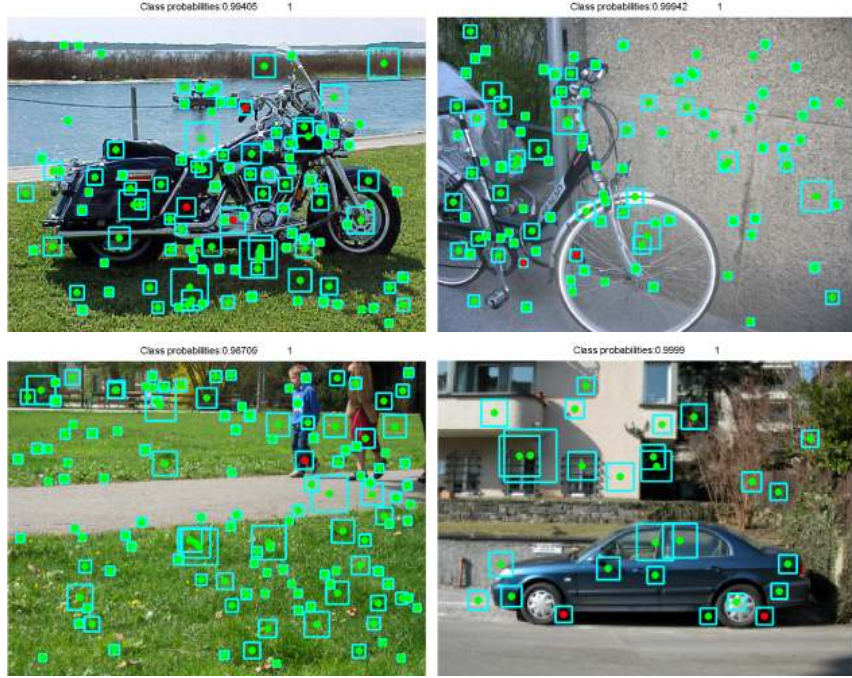 Class probabilities:0.99405 1
Class probabilities:0.99942 1
Class probabilities:0.98709 1
Class probabilities:0.9999 1